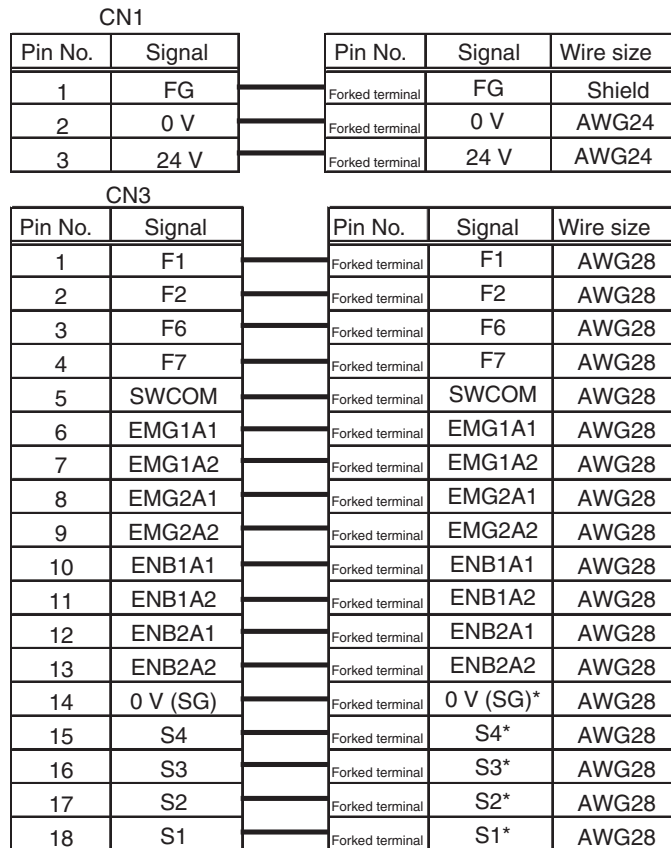 CN1
Pin No. Signal Pin No. Signal Wire size
1 FG Forked terminal FG Shield
2 0 V Forked terminal 0 V AWG24
3 24 V Forked terminal 24 V AWG24
CN3
Pin No. Signal Pin No. Signal Wire size
1 F1 Forked terminal F1 AWG28
2 F2 Forked terminal F2 AWG28
3 F6 Forked terminal F6 AWG28
4 F7 Forked terminal F7 AWG28
5 SWCOM Forked terminal SWCOM AWG28
6 EMG1A1 Forked terminal EMG1A1 AWG28
7 EMG1A2 Forked terminal EMG1A2 AWG28
8 EMG2A1 Forked terminal EMG2A1 AWG28
9 EMG2A2 Forked terminal EMG2A2 AWG28
10 ENB1A1 Forked terminal ENB1A1 AWG28
11 ENB1A2 Forked terminal ENB1A2 AWG28
12 ENB2A1 Forked terminal ENB2A1 AWG28
13 ENB2A2 Forked terminal ENB2A2 AWG28
14 0 V (SG) Forked terminal 0 V (SG)* AWG28
15 S4 Forked terminal S4* AWG28
16 S3 Forked terminal S3* AWG28
17 S2 Forked terminal S2* AWG28
18 S1 Forked terminal S1* AWG28